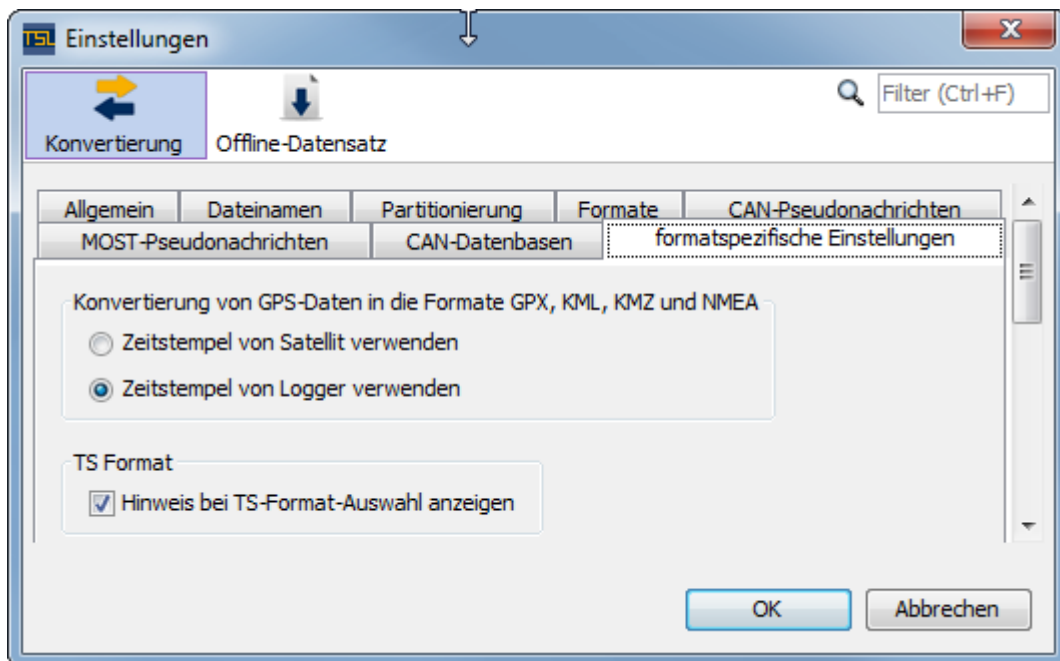 TSL Einstellungen
Filter (Ctrl+F)
Konvertierung Offline-Datensatz
Allgemein Dateinamen Partitionierung Formate CAN-Pseudonachrichten
MOST-Pseudonachrichten CAN-Datenbasen formatspezifische Einstellungen
Konvertierung von GPS-Daten in die Formate GPX, KML, KMZ und NMEA
Zeitstempel von Satellit verwenden
Zeitstempel von Logger verwenden
TS Format
Hinweis bei TS-Format-Auswahl anzeigen
OK Abbrechen